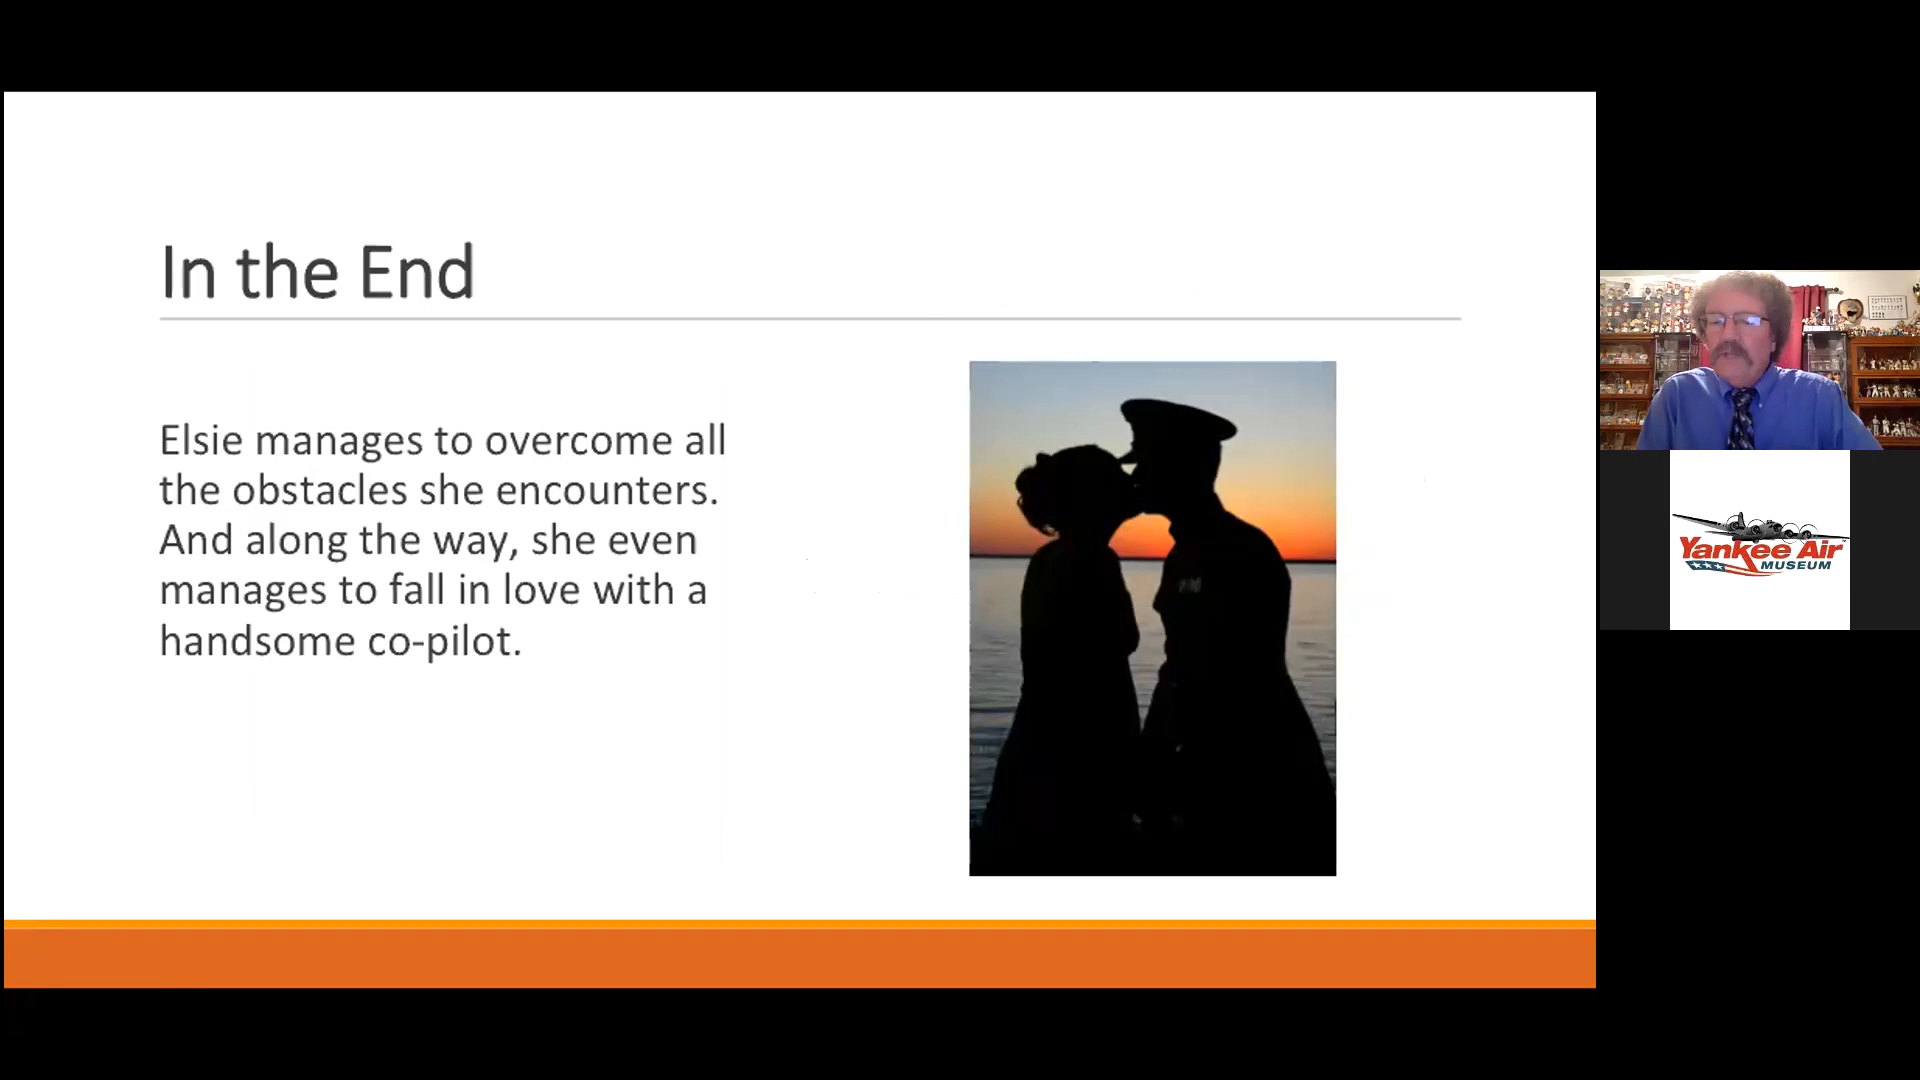 In the End
Elsie manages to overcome all
the obstacles she encounters.
And along the way, she even
manages to fall in love with a
handsome co-pilot.
Yankee Air
MUSEUM